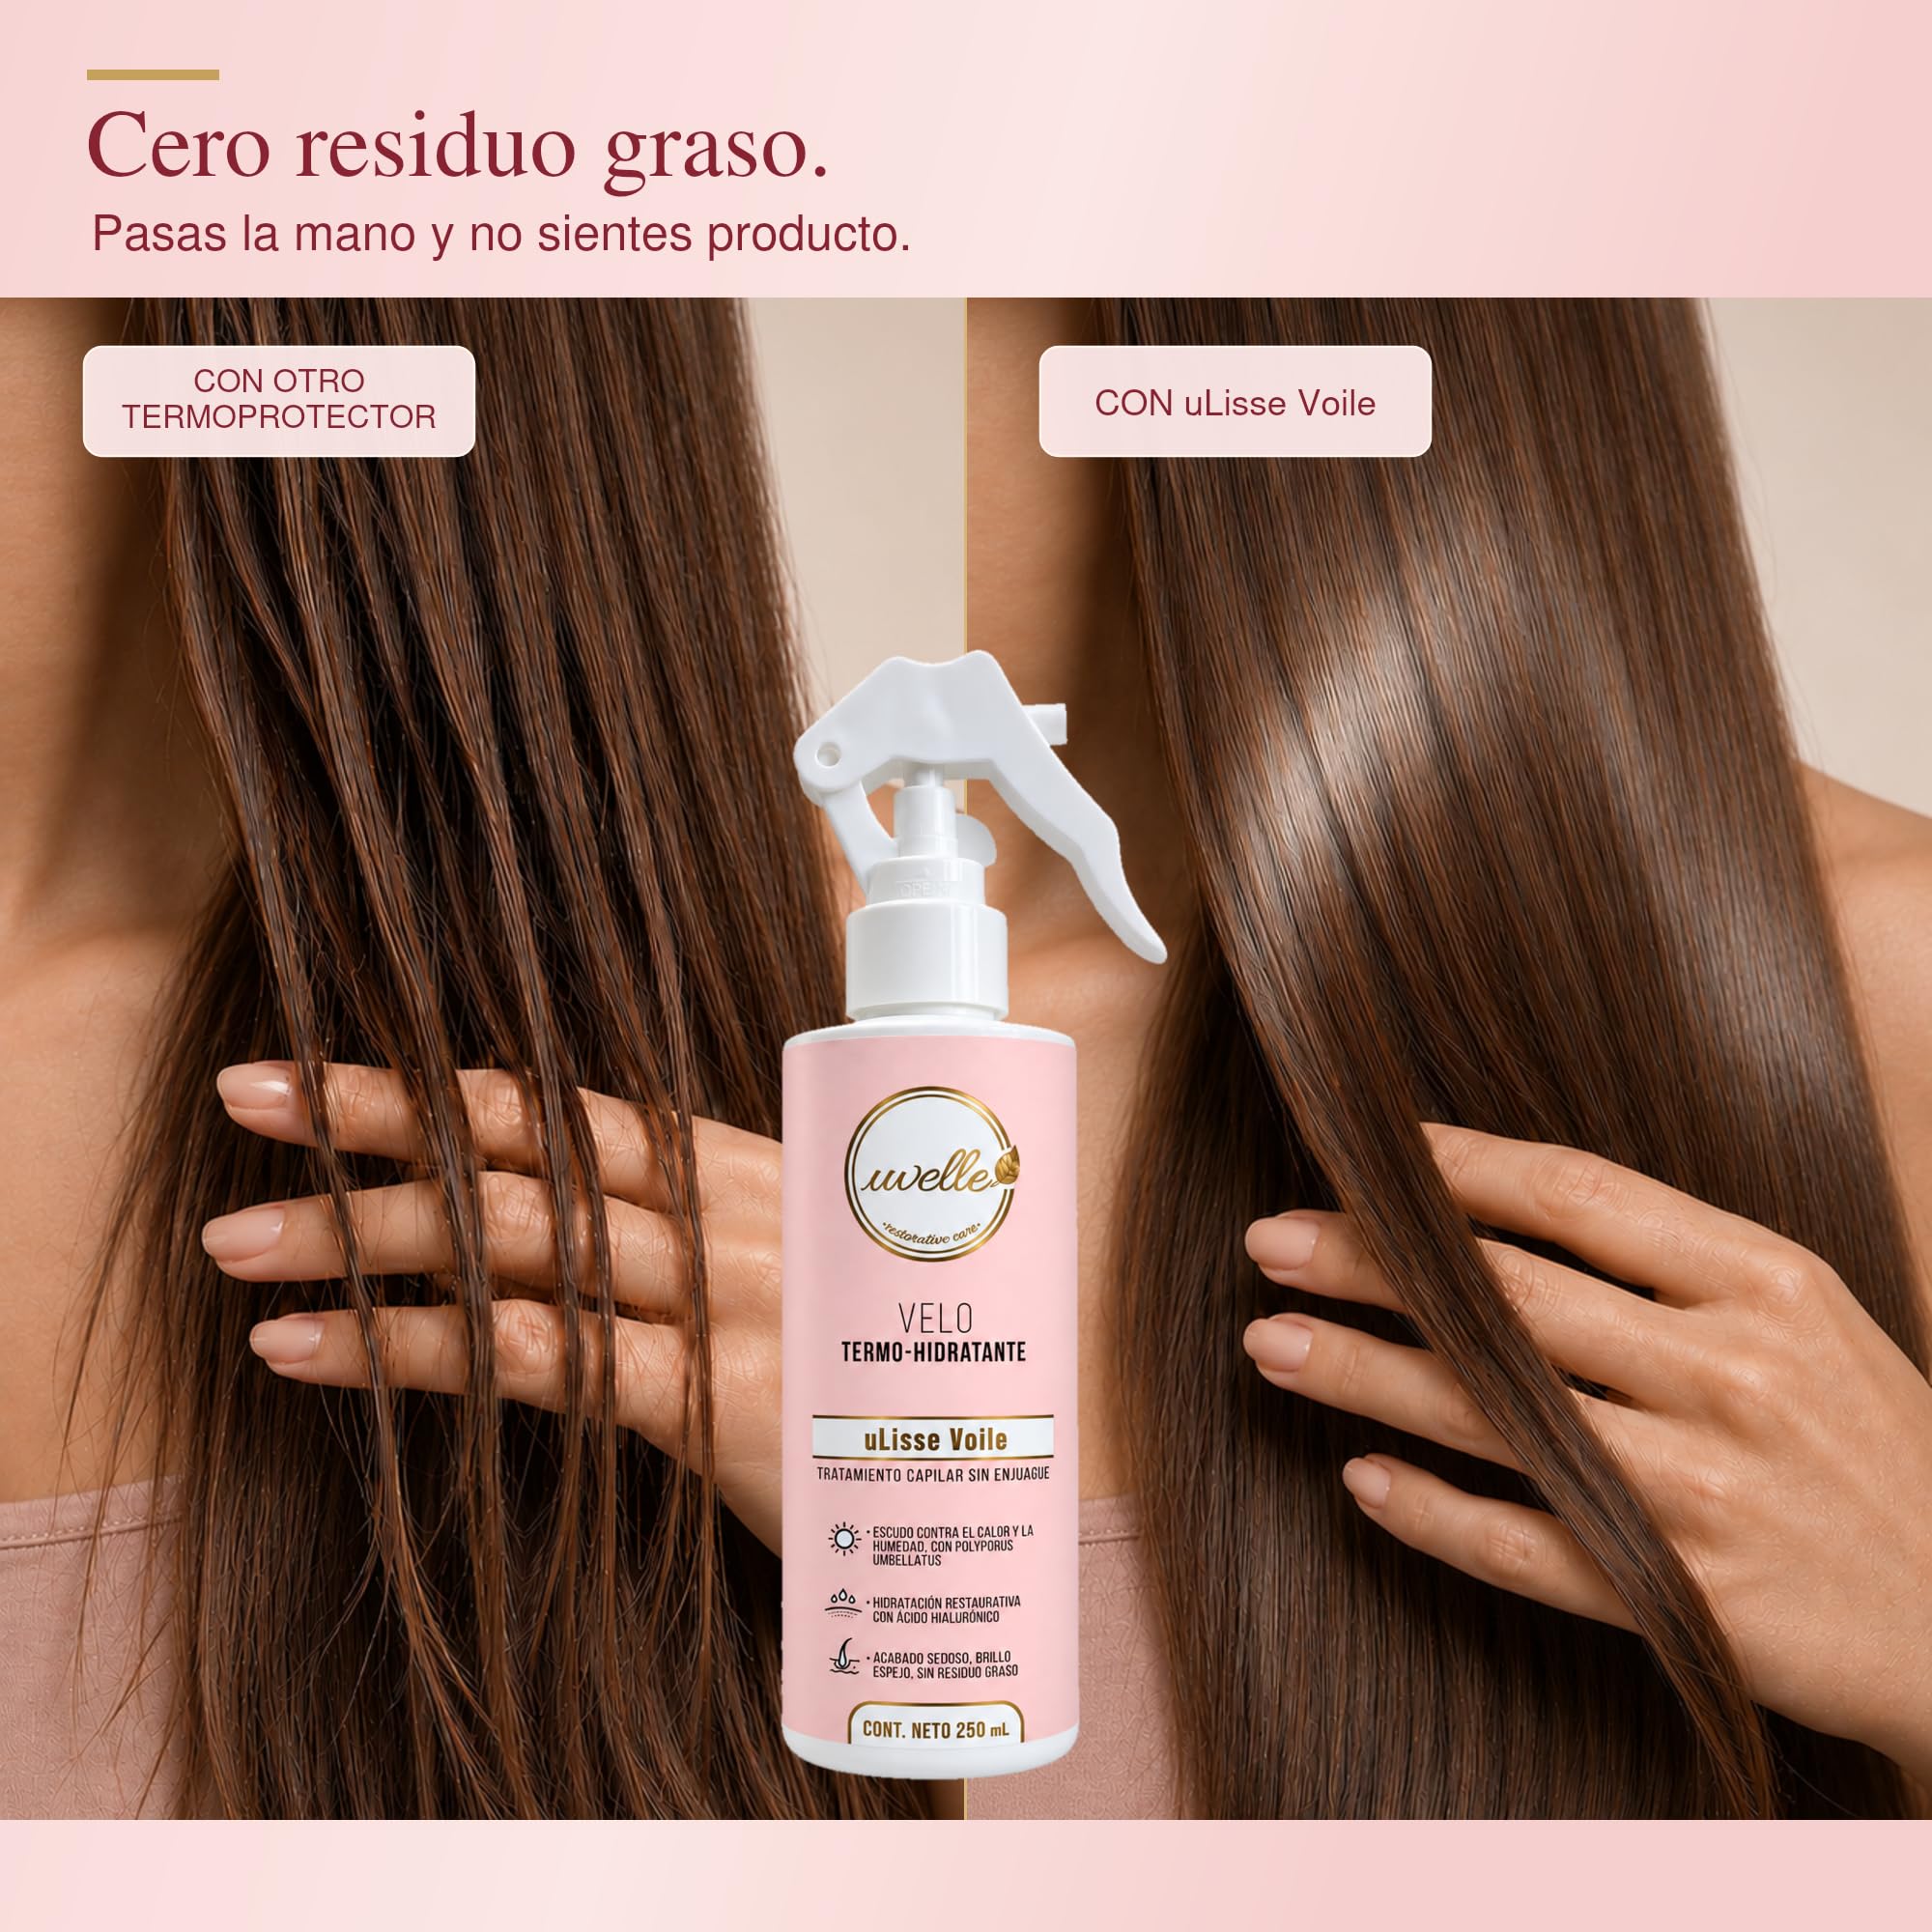 Cero residuo graso.
Pasas la mano y no sientes producto.
CON OTRO
TERMOPROTECTOR
CON uLisse Voile
OPEN
uwelle
•restorative care•
VELO
TERMO-HIDRATANTE
uLisse Voile
TRATAMIENTO CAPILAR SIN ENJUAGUE
• ESCUDO CONTRA EL CALOR Y LA
HUMEDAD, CON POLYPORUS
UMBELLATUS
• HIDRATACIÓN RESTAURATIVA
CON ÁCIDO HIALURÓNICO
• ACABADO SEDOSO, BRILLO
ESPEJO, SIN RESIDUO GRASO
CONT. NETO 250 mL